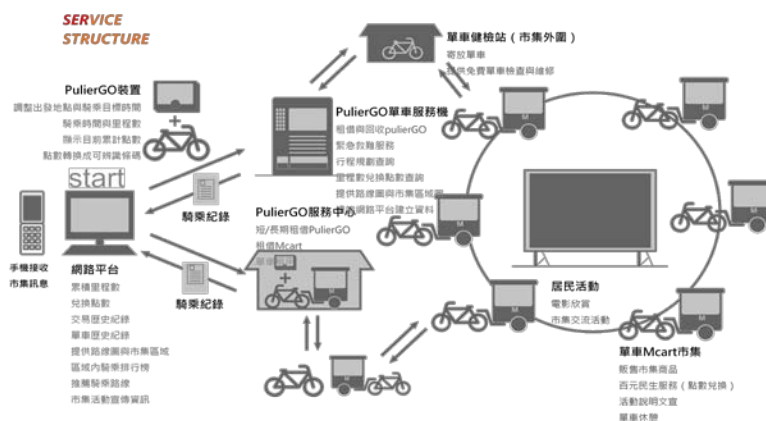 SERVICE
STRUCTURE
PulierGO裝置
調整出發地點與騎乘目標時間
騎乘時間與里程數
顯示目前累計點數
點數轉換成可辨識條碼
start
手機接收
市集訊息
網路平台
累積里程數
兌換點數
交易歷史紀錄
單車歷史紀錄
提供路線圖與市集區域
區域內騎乘排行榜
推薦騎乘路線
市集活動宣傳資訊
騎乘紀錄
騎乘紀錄
PulierGO單車服務機
租借與回收pulierGO
緊急救難服務
行程規劃查詢
里程數兌換點數查詢
提供路線圖與市集區域圖
網路平台建立資料
PulierGO服務中心
短/長期租借PulierGO
租借Mcart
單車健檢站（市集外圍）
寄放單車
提供免費單車檢查與維修
居民活動
電影欣賞
市集交流活動
單車Mcart市集
販售市集商品
百元民生服務（點數兌換）
活動說明文宣
單車休憩